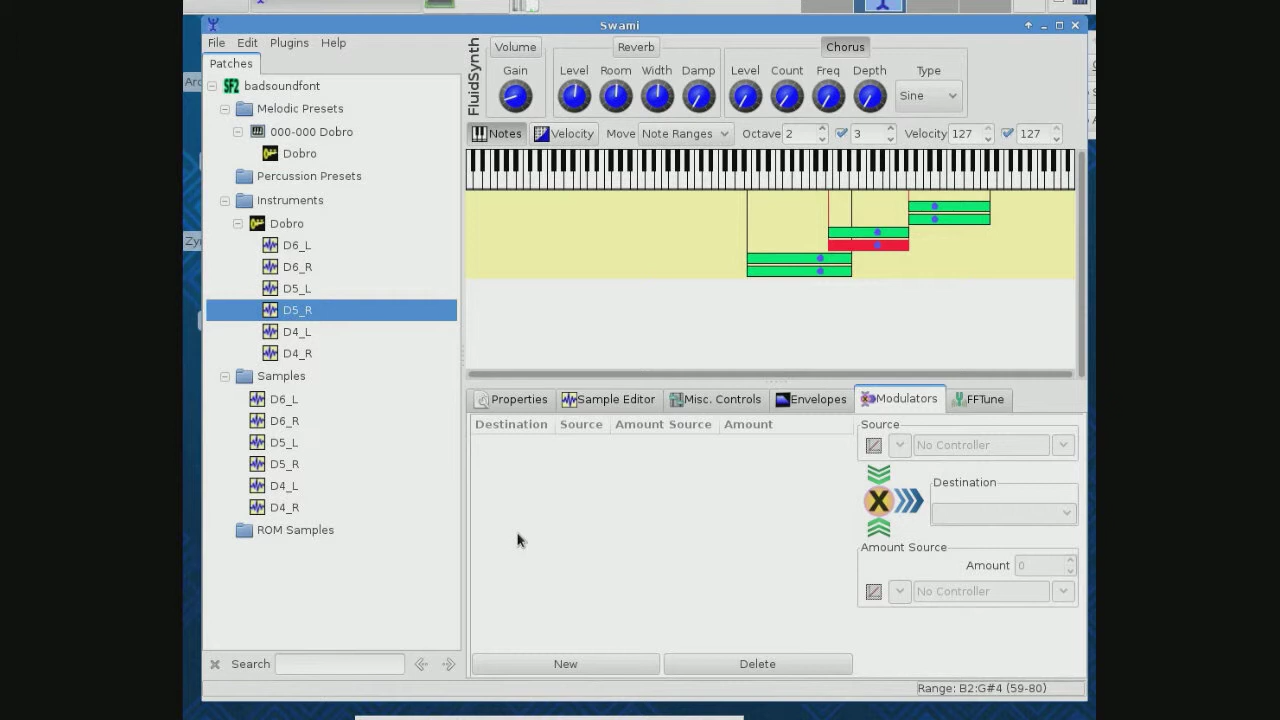 Swami
File Edit Plugins Help
Patches
SF2 badsoundfont
Melodic Presets
000-000 Dobro
Dobro
Percussion Presets
Instruments
Dobro
D6_L
D6_R
D5_L
D5_R
D4_L
D4_R
Samples
D6_L
D6_R
D5_L
D5_R
D4_L
D4_R
ROM Samples
Search
FluidSynth
Volume Reverb Chorus
Gain Level Room Width Damp Level Count Freq Depth Type
Sine
Notes Velocity Move Note Ranges Octave 2 3 Velocity 127 127
Properties Sample Editor Misc. Controls Envelopes Modulators FFTune
Destination Source Amount Source Amount
Source
No Controller
X
Destination
Amount Source
Amount 0
No Controller
New Delete
Range: B2:G#4 (59-80)